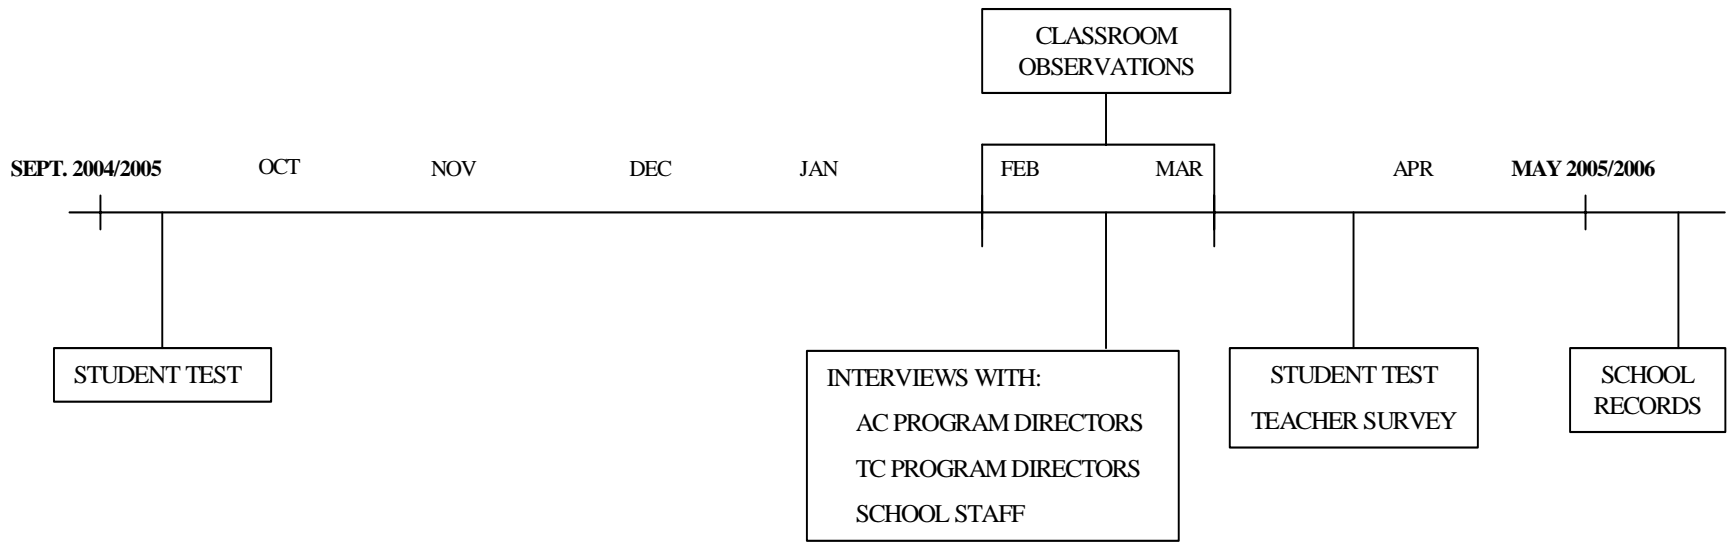 CLASSROOM
OBSERVATIONS
SEPT. 2004/2005 OCT NOV DEC JAN FEB MAR APR MAY 2005/2006
STUDENT TEST
INTERVIEWS WITH:
AC PROGRAM DIRECTORS
TC PROGRAM DIRECTORS
SCHOOL STAFF
STUDENT TEST
TEACHER SURVEY
SCHOOL
RECORDS